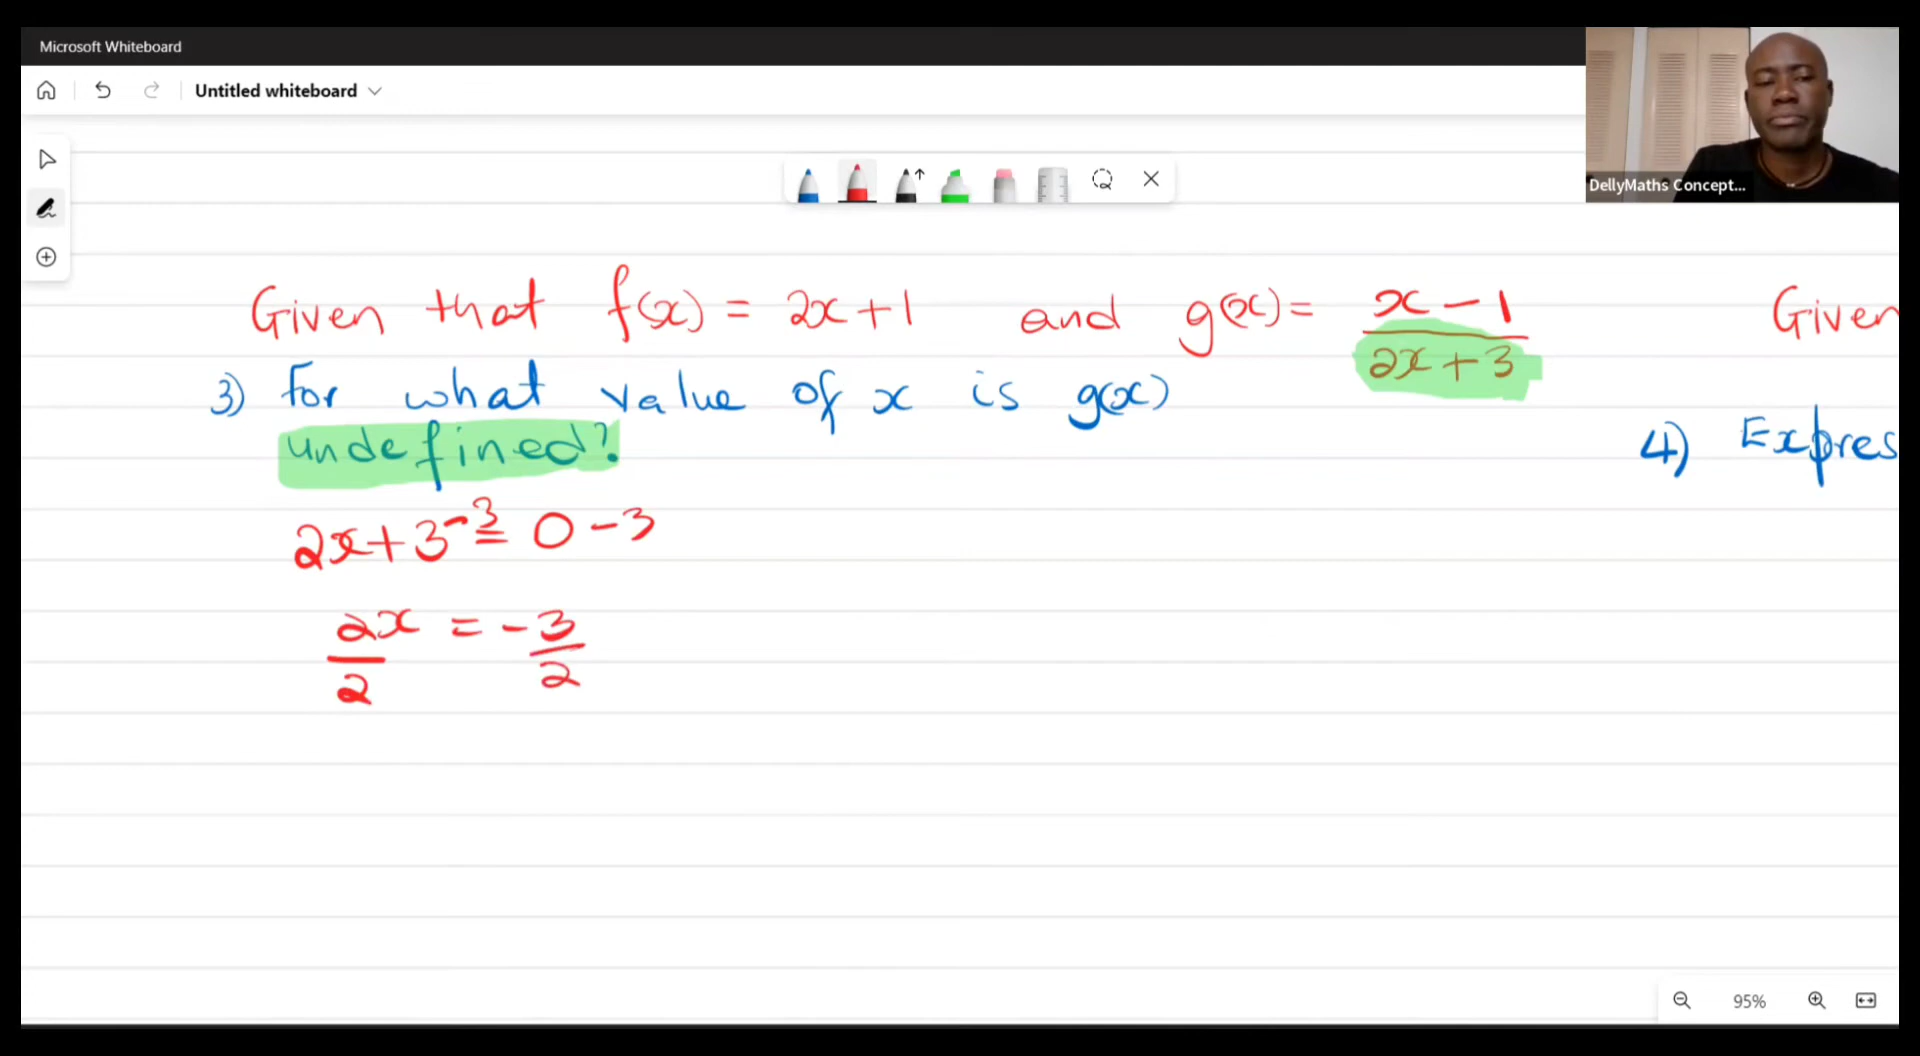 Microsoft Whiteboard
Untitled whiteboard
DellyMaths Concept...
Given that f(x) = 2x+1 and g(x) = x-1
2x+3
Given
3) For what value of x is g(x)
undefined?
4) Expres
2x+3-3 = 0-3
2x = -3
2 2
95%